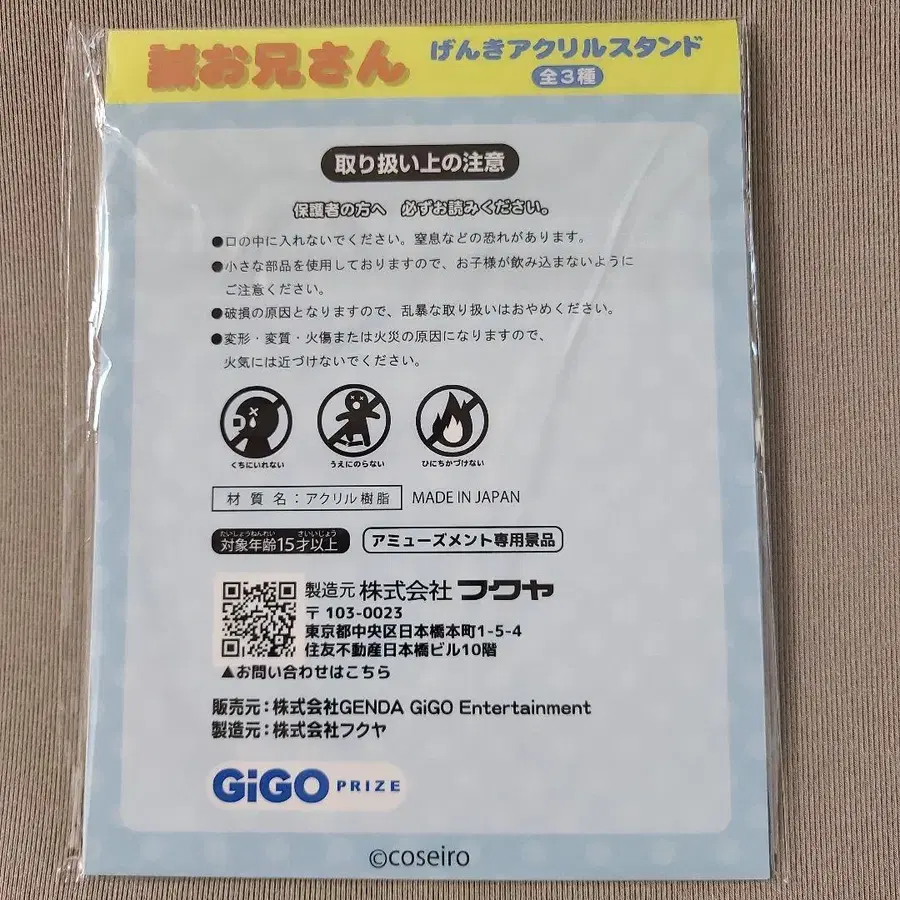 誠お兄さん げんきアクリルスタンド
全3種
取り扱い上の注意
保護者の方へ 必ずお読みください。
●口の中に入れないでください。窒息などの恐れがあります。
●小さな部品を使用しておりますので、お子様が飲み込まないように
ご注意ください。
●破損の原因となりますので、乱暴な取り扱いはおやめください。
●変形・変質・火傷または火災の原因になりますので、
火気には近づけないでください。
くちにいれない うえにのらない ひにちかづけない
材質名:アクリル樹脂 MADE IN JAPAN
たいしょうねんれい さいいじょう
対象年齢15才以上 アミューズメント専用景品
製造元 株式会社フクヤ
〒103-0023
東京都中央区日本橋本町1-5-4
住友不動産日本橋ビル10階
▲お問い合わせはこちら
販売元:株式会社GENDA GiGO Entertainment
製造元:株式会社フクヤ
GiGO PRIZE
©coseiro